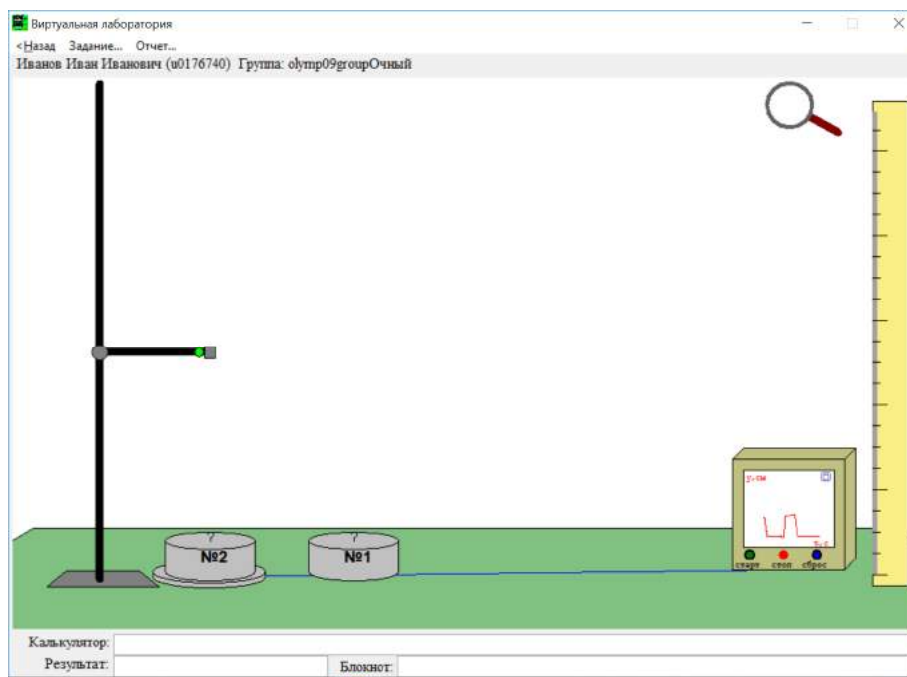 Виртуальная лаборатория
<Назад Задание... Отчет...
Иванов Иван Иванович (u0176740) Группа: olymp09groupОчный
y,см
t,с
старт стоп сброс
?
?
№2
№1
Калькулятор:
Результат:
Блокнот: